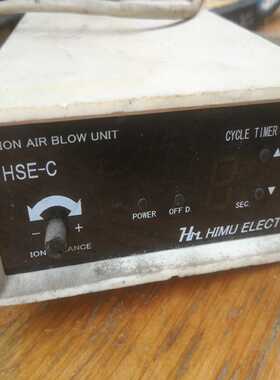 ION AIR BLOW UNIT
CYCLE TIMER
HSE-C
- +
POWER
OFF D.
SEC.
ION ANCE
HIMU ELECT